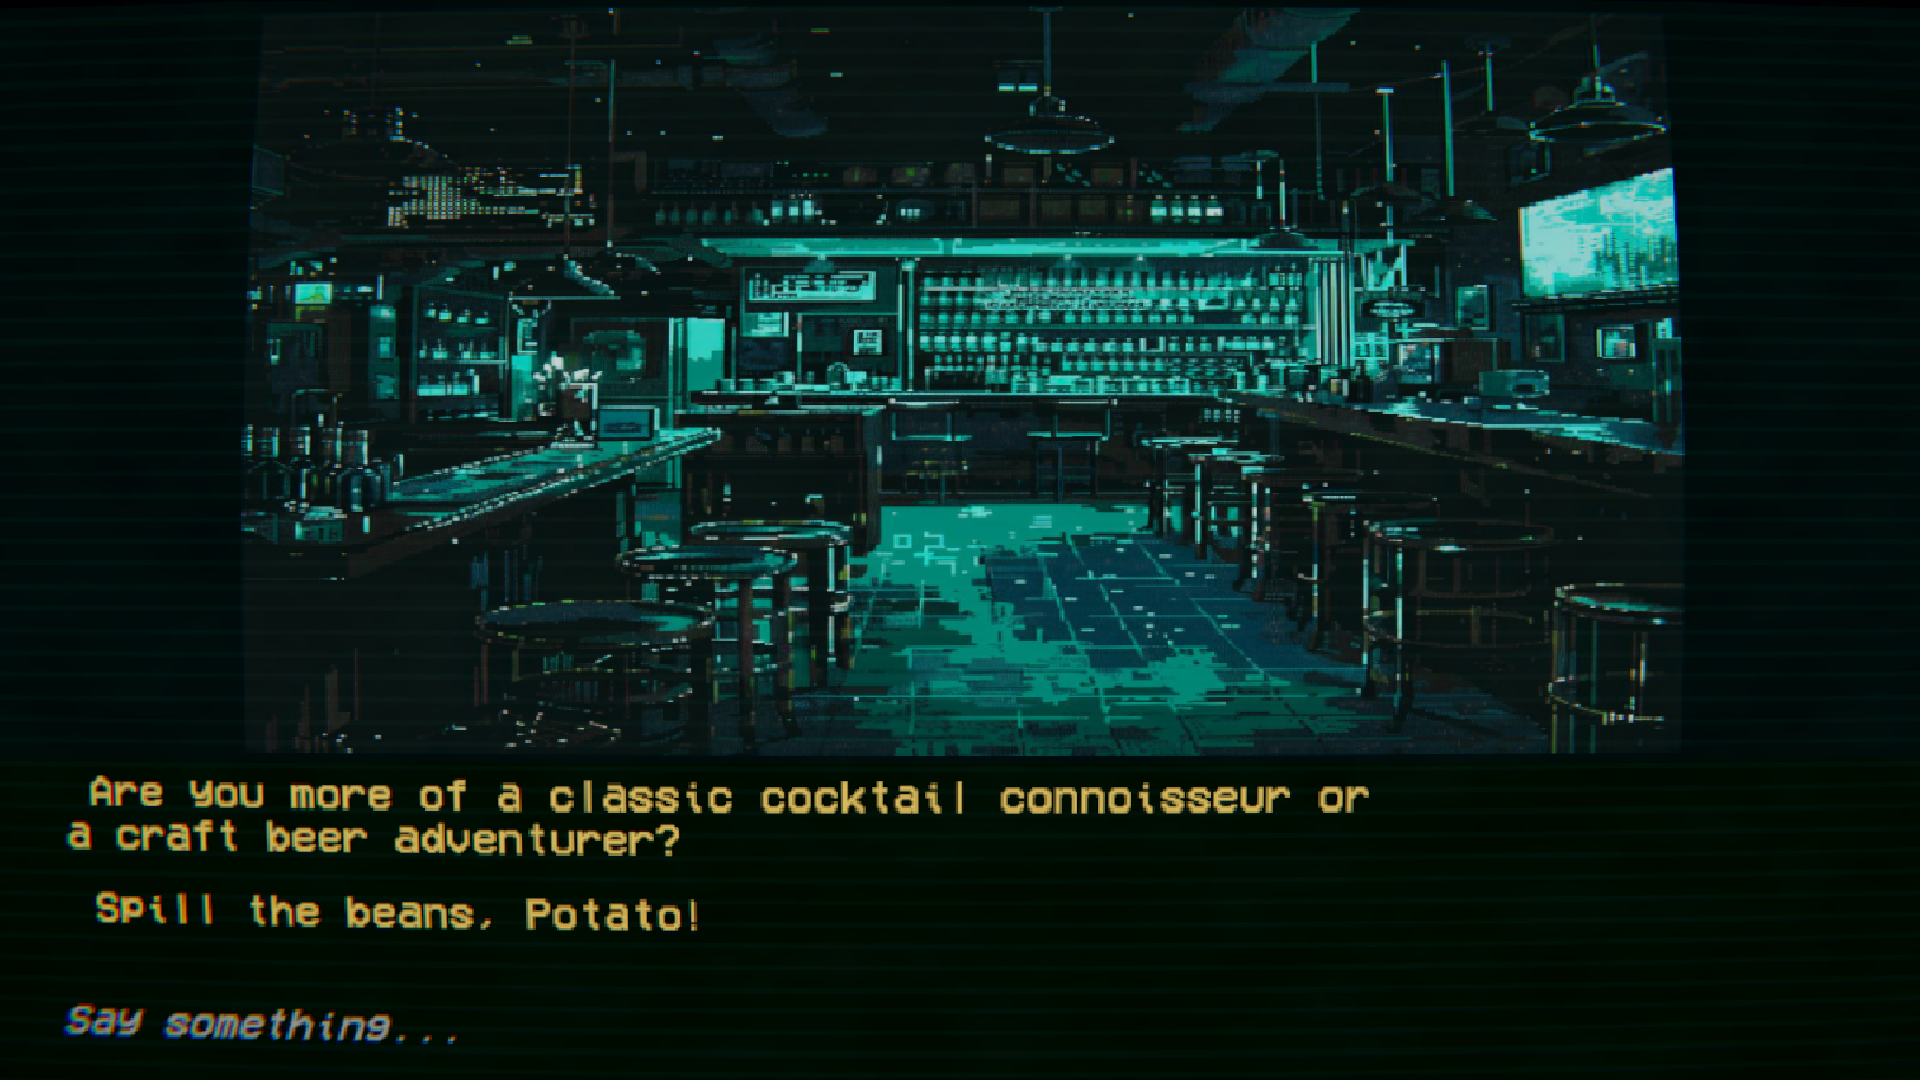 Are you more of a classic cocktail connoisseur or
a craft beer adventurer?
Spill the beans, Potato!
Say something...